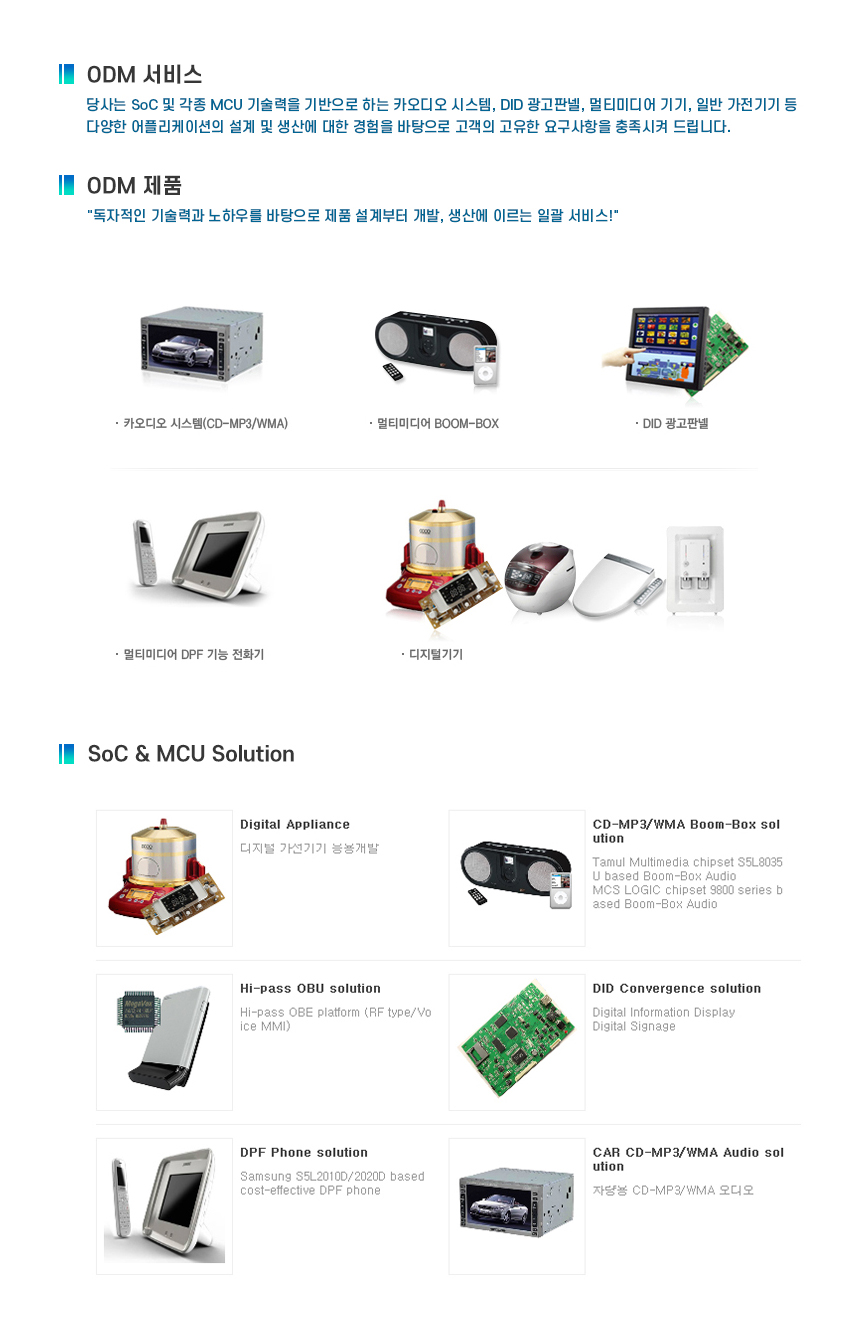 ODM 서비스
당사는 SoC 및 각종 MCU 기술력을 기반으로 하는 카오디오 시스템, DID 광고판넬, 멀티미디어 기기, 일반 가전기기 등
다양한 어플리케이션의 설계 및 생산에 대한 경험을 바탕으로 고객의 고유한 요구사항을 충족시켜 드립니다.
ODM 제품
"독자적인 기술력과 노하우를 바탕으로 제품 설계부터 개발, 생산에 이르는 일괄 서비스!"
· 카오디오 시스템(CD-MP3/WMA)
· 멀티미디어 BOOM-BOX
· DID 광고판넬
· 멀티미디어 DPF 기능 전화기
· 디지털기기
SoC & MCU Solution
Digital Appliance
디지털 가전기기 응용개발
CD-MP3/WMA Boom-Box sol
ution
Tamul Multimedia chipset S5L8035
U based Boom-Box Audio
MCS LOGIC chipset 9800 series b
ased Boom-Box Audio
Hi-pass OBU solution
Hi-pass OBE platform (RF type/Vo
ice MMI)
DID Convergence solution
Digital Information Display
Digital Signage
DPF Phone solution
Samsung S5L2010D/2020D based
cost-effective DPF phone
CAR CD-MP3/WMA Audio sol
ution
차량용 CD-MP3/WMA 오디오